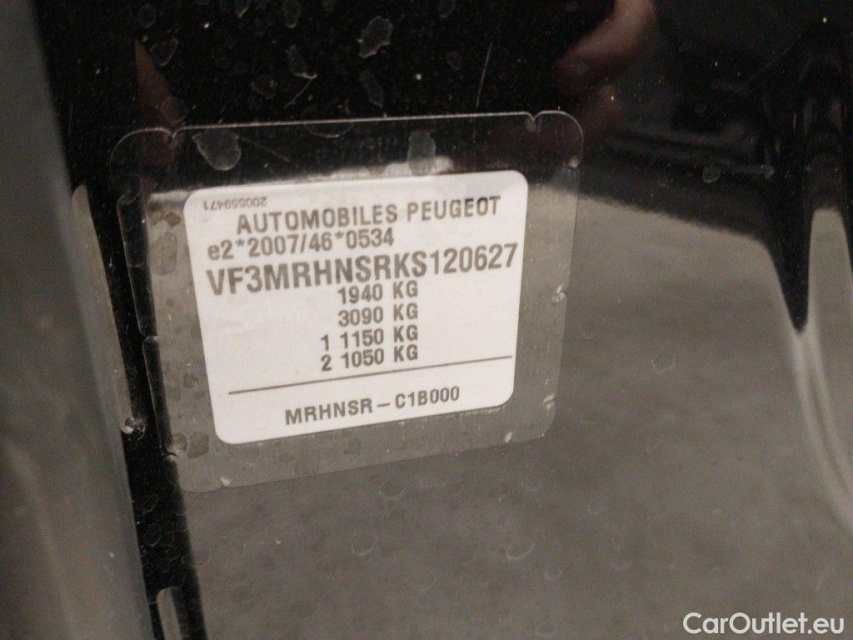 200559471
AUTOMOBILES PEUGEOT
e2*2007/46*0534
VF3MRHNSRKS120627
1940 KG
3090 KG
1 1150 KG
2 1050 KG
MRHNSR-C1B000
CarOutlet.eu